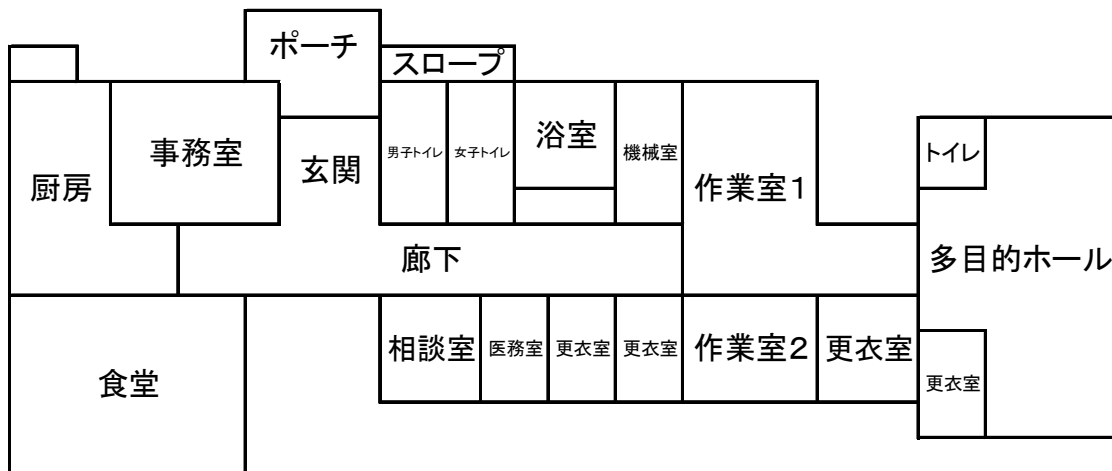 ポーチ
スロープ
厨房
事務室
玄関
男子トイレ
女子トイレ
浴室
機械室
作業室1
トイレ
廊下
多目的ホール
食堂
相談室
医務室
更衣室
更衣室
作業室2
更衣室
更衣室